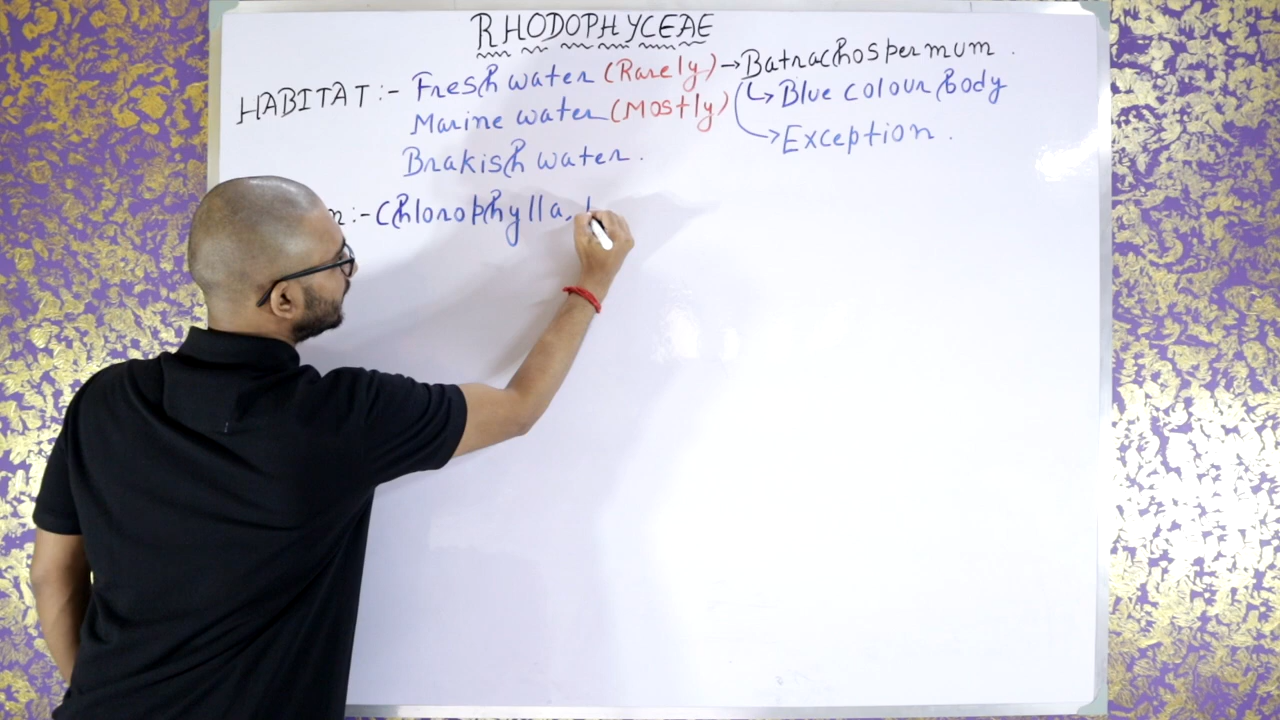 RHODOPHYCEAE
HABITAT :- Fresh water (Rarely) → Batrachospermum .
Marine water (Mostly)
↳ Blue colour Body
→ Exception .
Brakish water .
:- Chlorophyll a,